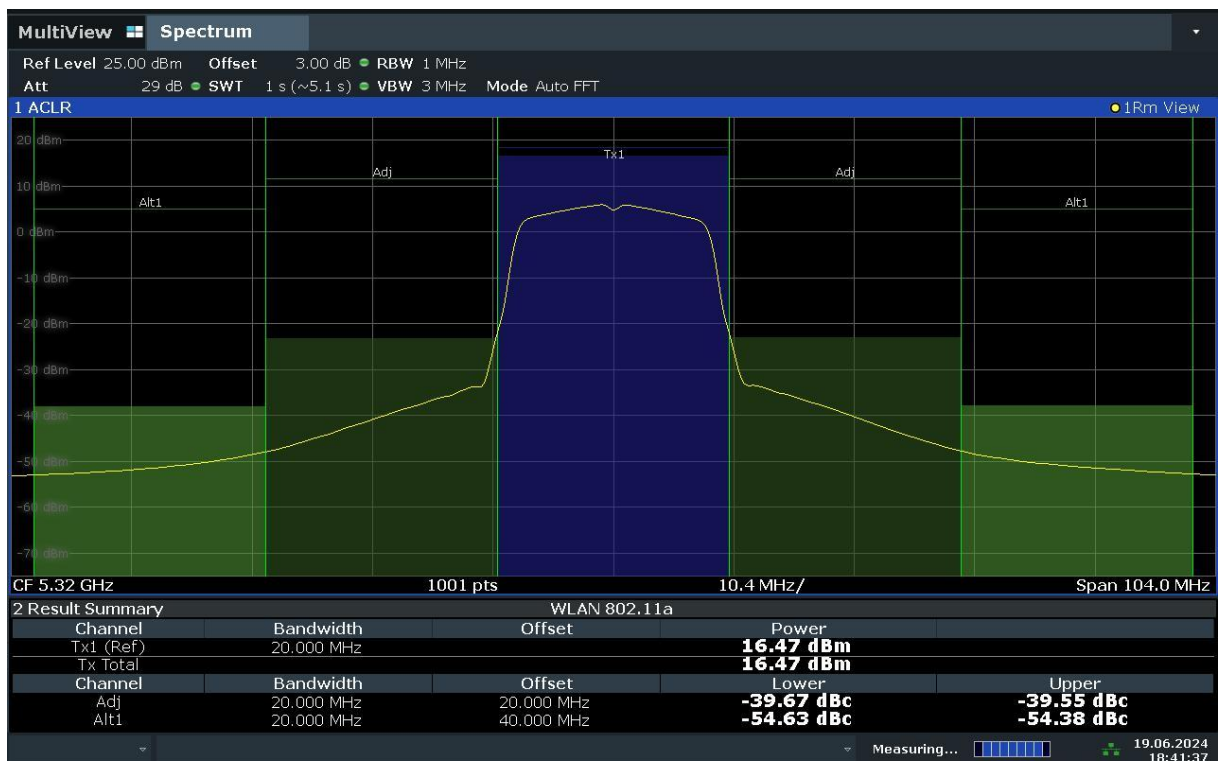 MultiView Spectrum
Ref Level 25.00 dBm Offset 3.00 dB RBW 1 MHz
Att 29 dB SWT 1 s (~5.1 s) VBW 3 MHz Mode Auto FFT
1 ACLR 1Rm View
20 dBm
Tx1
Adj Adj
10 dBm
Alt1 Alt1
0 dBm
-10 dBm
-20 dBm
-30 dBm
-40 dBm
-50 dBm
-60 dBm
-70 dBm
CF 5.32 GHz 1001 pts 10.4 MHz/ Span 104.0 MHz
2 Result Summary WLAN 802.11a
Channel Bandwidth Offset Power
Tx1 (Ref) 20.000 MHz 16.47 dBm
Tx Total 16.47 dBm
Channel Bandwidth Offset Lower Upper
Adj 20.000 MHz 20.000 MHz -39.67 dBc -39.55 dBc
Alt1 20.000 MHz 40.000 MHz -54.63 dBc -54.38 dBc
Measuring... 19.06.2024
18:41:37